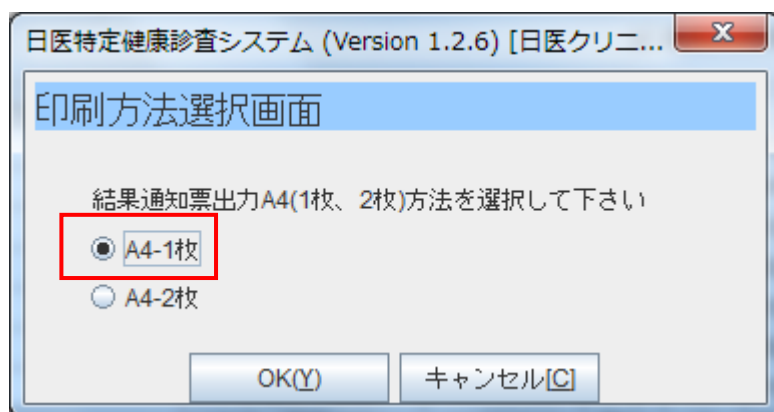 日医特定健康診査システム (Version 1.2.6) [日医クリニ...
印刷方法選択画面
結果通知票出力A4(1枚、2枚)方法を選択して下さい
A4-1枚
A4-2枚
OK(Y) キャンセル[C]